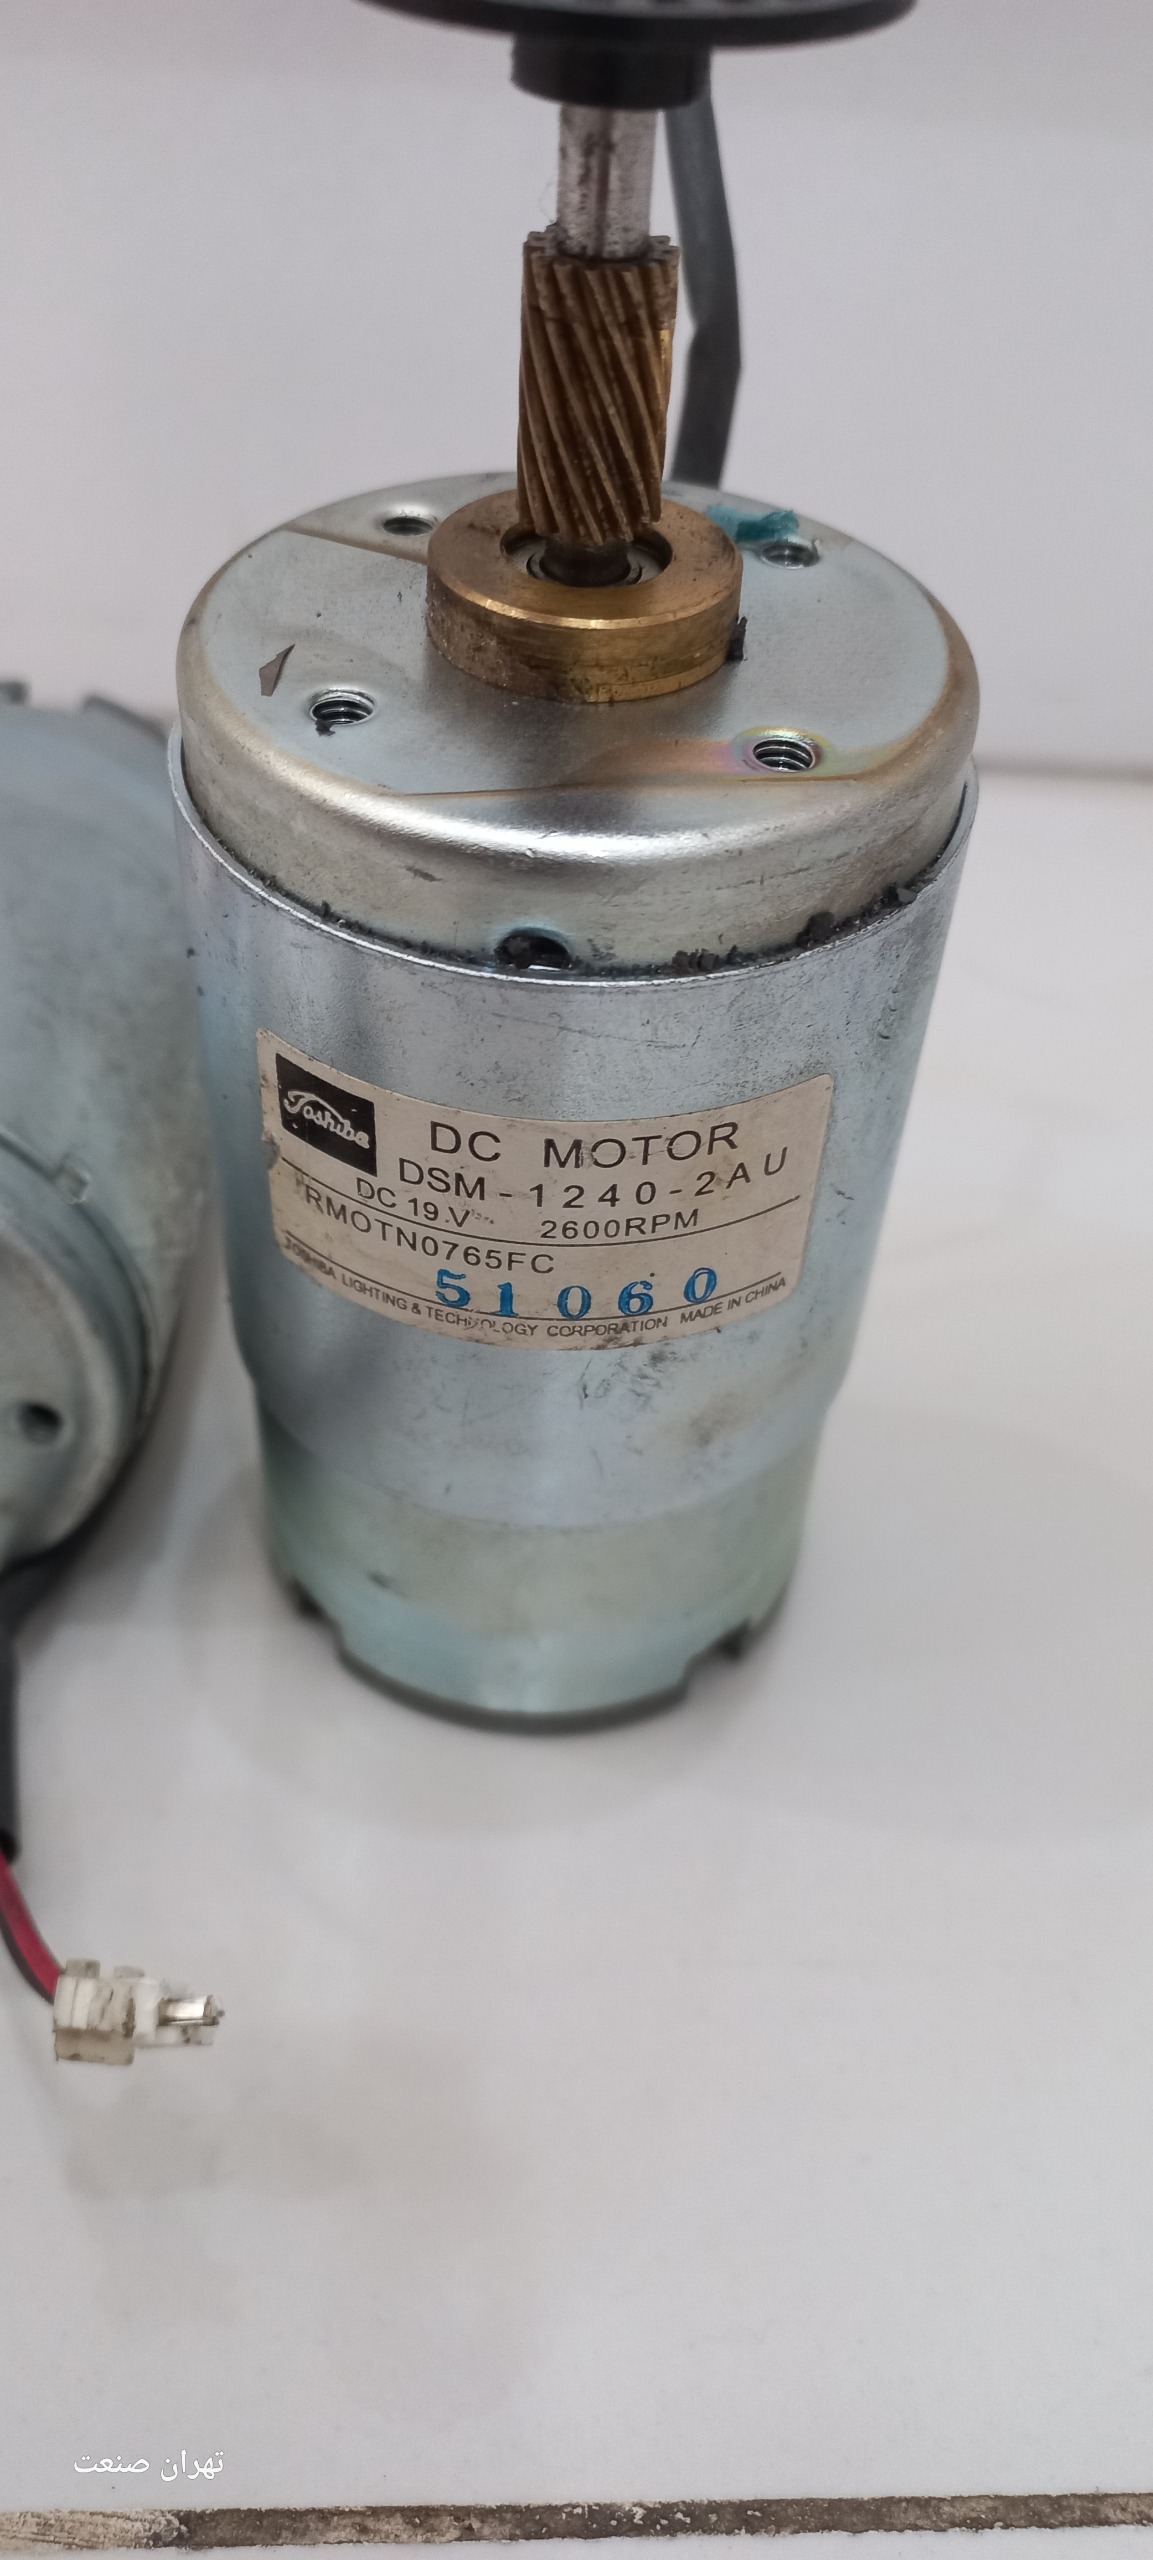 Toshiba
DC MOTOR
DSM-1240-2AU
DC 19.V 2600RPM
RMOTN0765FC
51060
TOSHIBA LIGHTING & TECHNOLOGY CORPORATION MADE IN CHINA
تهران صنعت